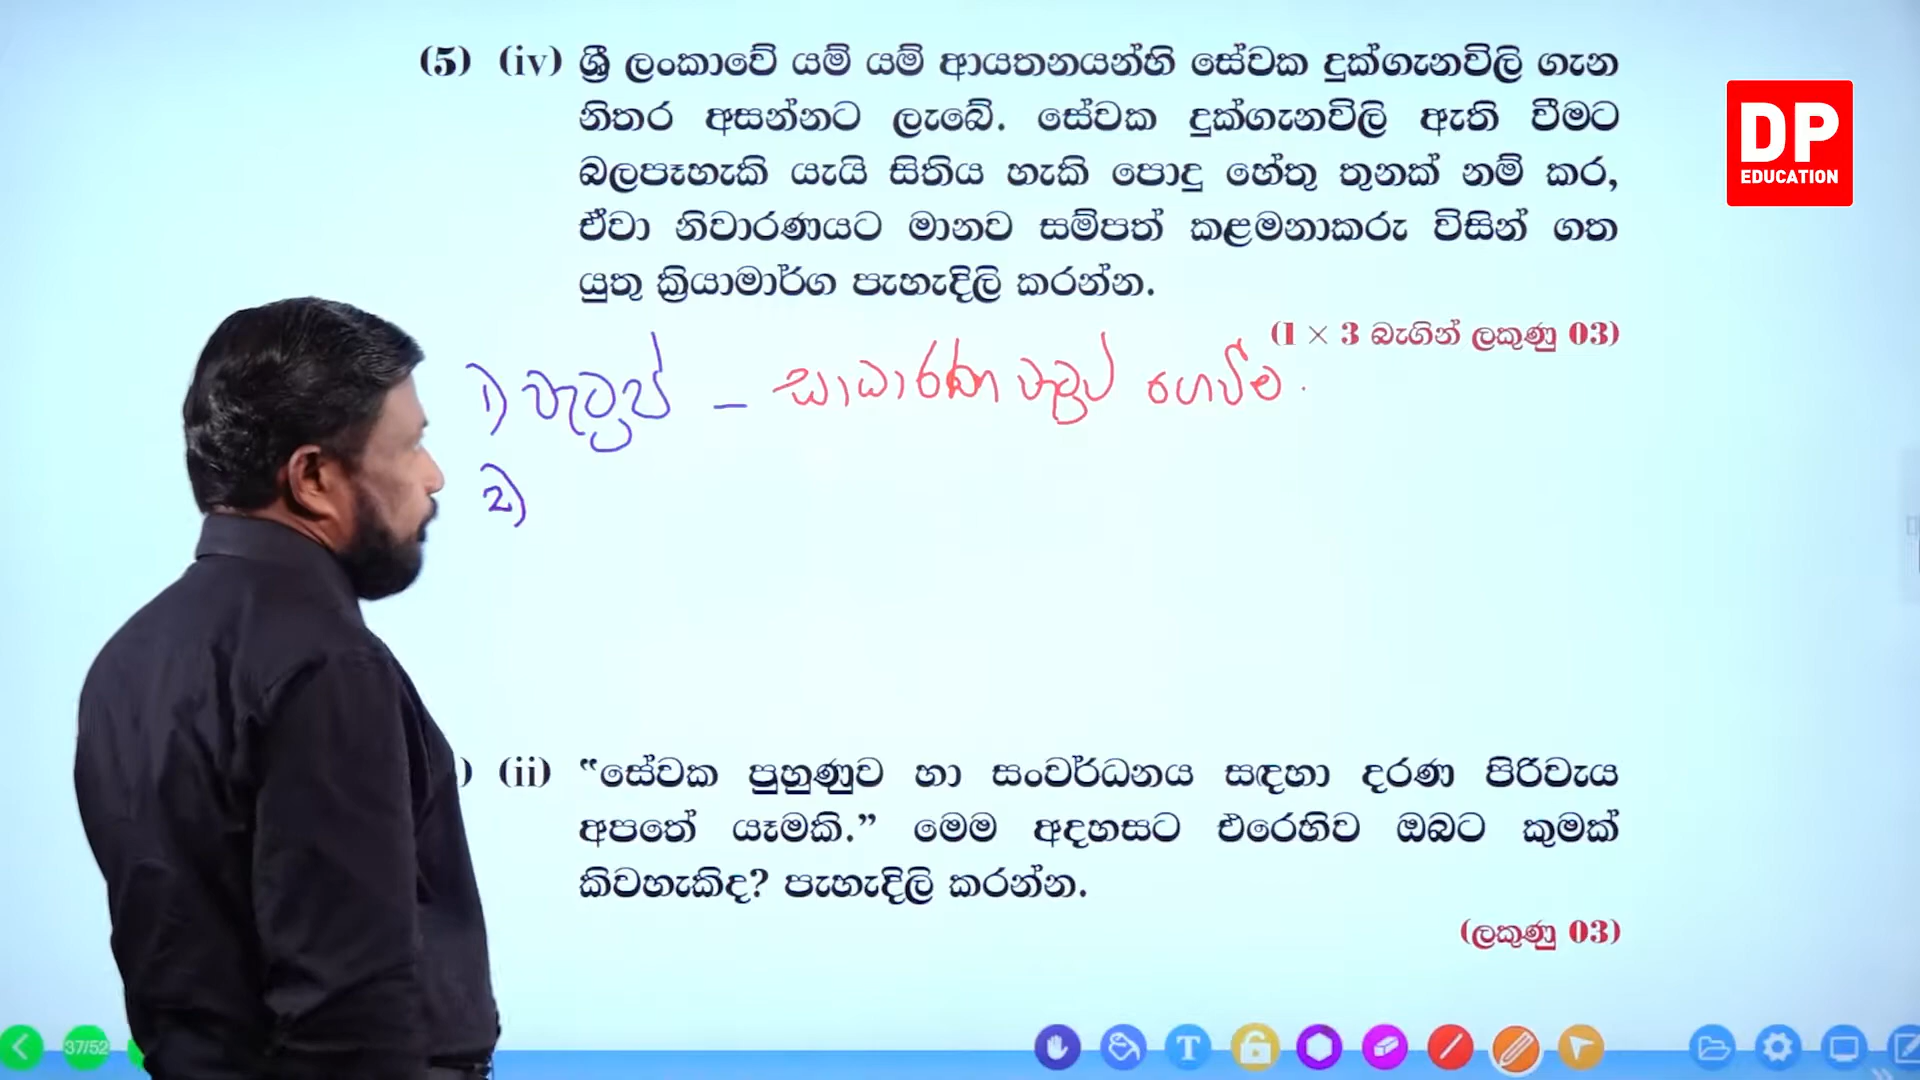 (5) (iv) ශ්‍රී ලංකාවේ යම් යම් ආයතනයන්හි සේවක දුක්ගැනවිලි ගැන
නිතර අසන්නට ලැබේ. සේවක දුක්ගැනවිලි ඇති වීමට
බලපෑහැකි යැයි සිතිය හැකි පොදු හේතු තුනක් නම් කර,
ඒවා නිවාරණයට මානව සම්පත් කළමනාකරු විසින් ගත
යුතු ක්‍රියාමාර්ග පැහැදිලි කරන්න.
(1 × 3 බැගින් ලකුණු 03)
1) වැටුප් – සාධාරණ වැටුප් ගෙවීම.
2)
) (ii) “සේවක පුහුණුව හා සංවර්ධනය සඳහා දරණ පිරිවැය
අපතේ යෑමකි.” මෙම අදහසට එරෙහිව ඔබට කුමක්
කිවහැකිද? පැහැදිලි කරන්න.
(ලකුණු 03)
DP
EDUCATION
37/52
T